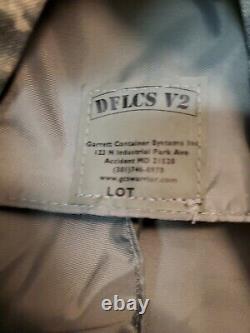 DFLCS V2
Garrett Container Systems Inc
123 N Industrial Park Ave
Accident MD 21520
(301)746-8970
www.gcswarrior.com
LOT
ebay